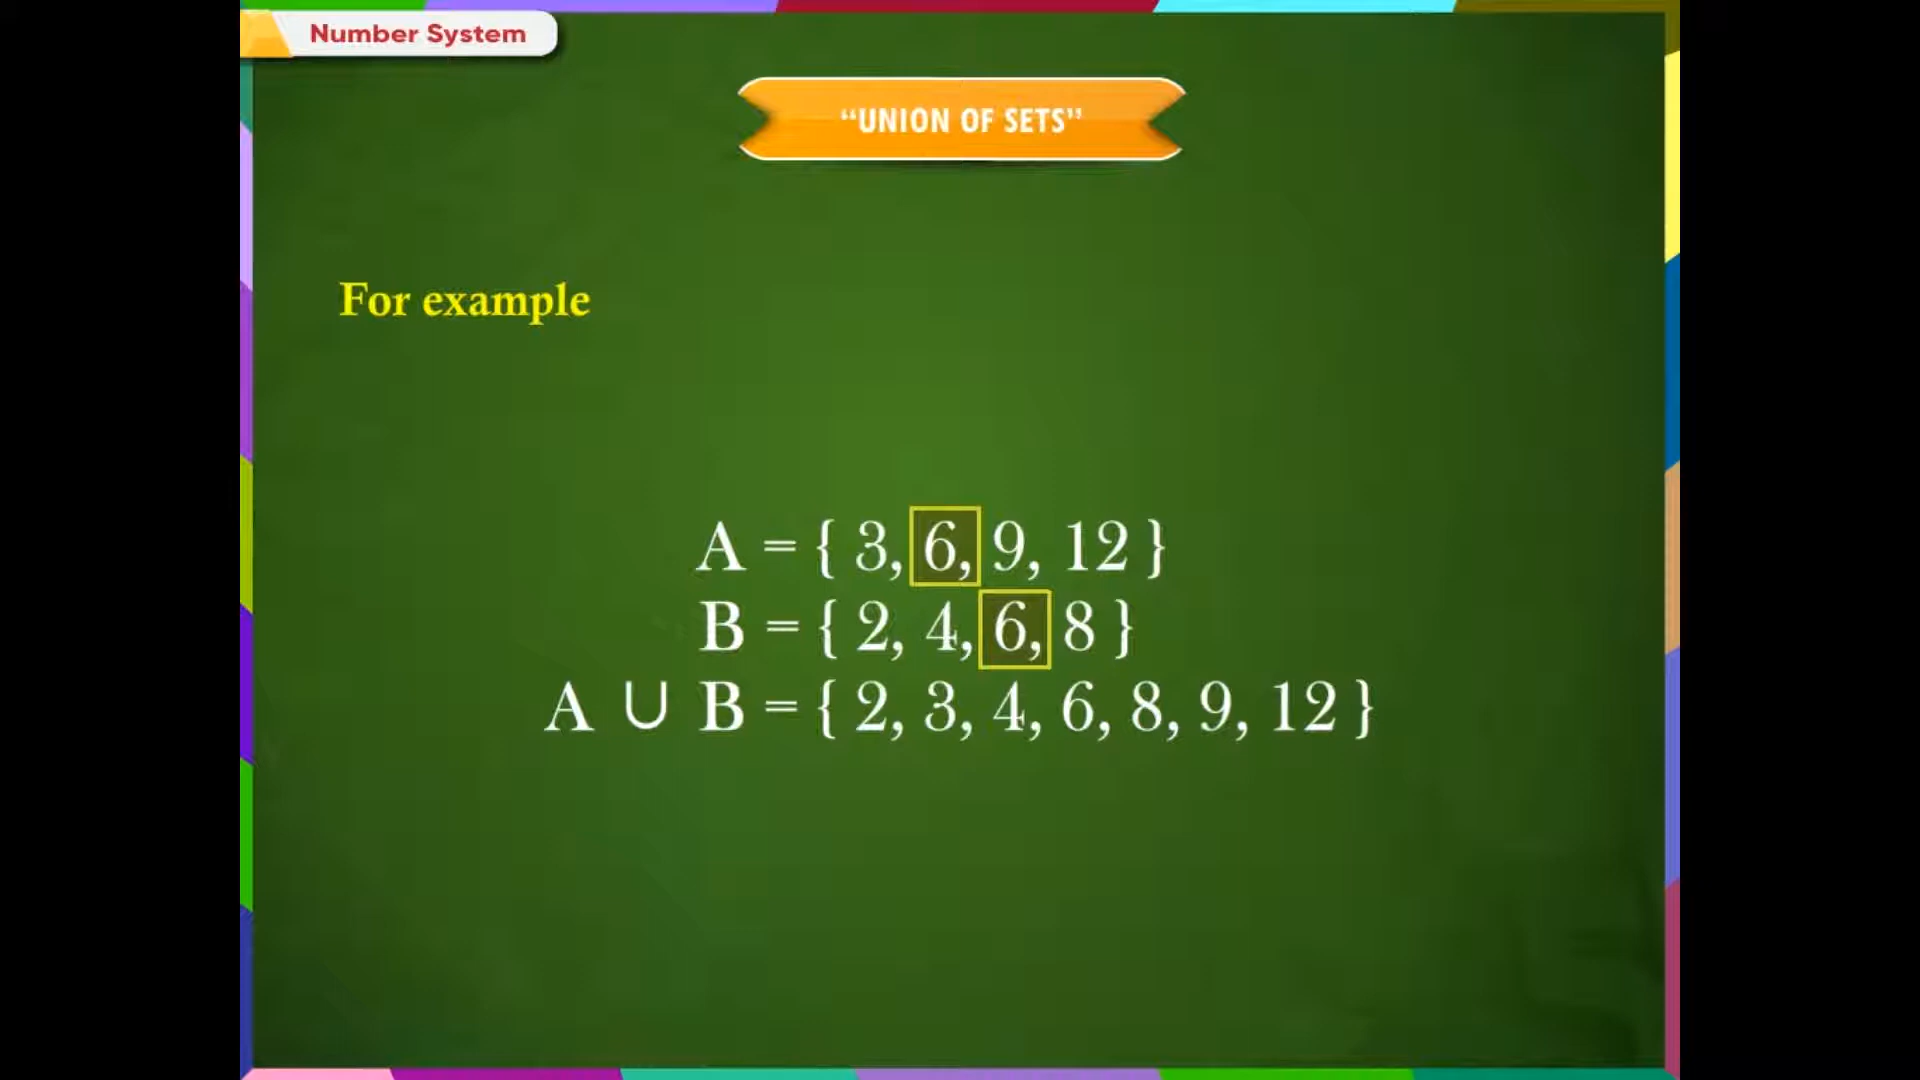 Number System
“UNION OF SETS”
For example
A = { 3, 6, 9, 12 }
B = { 2, 4, 6, 8 }
A ∪ B = { 2, 3, 4, 6, 8, 9, 12 }